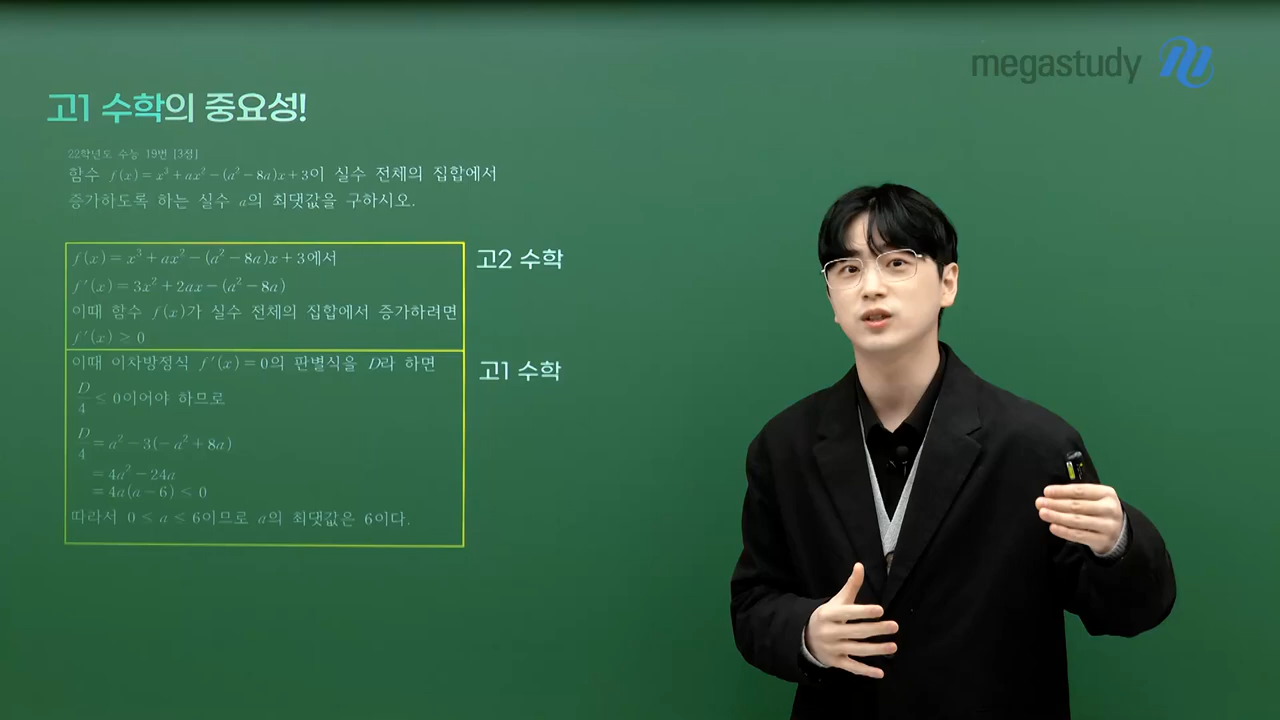 megastudy
고1 수학의 중요성!
22학년도 수능 19번 [3점]
함수 f(x)=x³+ax²−(a²−8a)x+3이 실수 전체의 집합에서
증가하도록 하는 실수 a의 최댓값을 구하시오.
f(x)=x³+ax²−(a²−8a)x+3에서
고2 수학
f′(x)=3x²+2ax−(a²−8a)
이때 함수 f(x)가 실수 전체의 집합에서 증가하려면
f′(x)≥0
이때 이차방정식 f′(x)=0의 판별식을 D라 하면
고1 수학
D/4≤0이어야 하므로
D/4=a²−3(−a²+8a)
=4a²−24a
=4a(a−6)≤0
따라서 0≤a≤6이므로 a의 최댓값은 6이다.